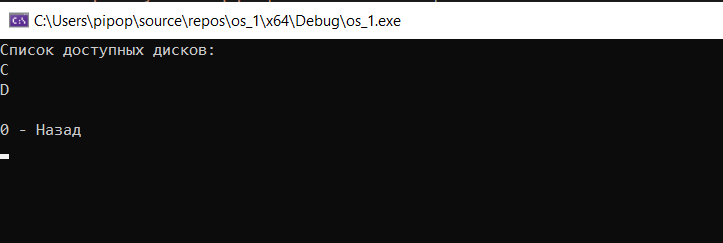 C:\Users\pipop\source\repos\os_1\x64\Debug\os_1.exe
Список доступных дисков:
C
D
0 - Назад